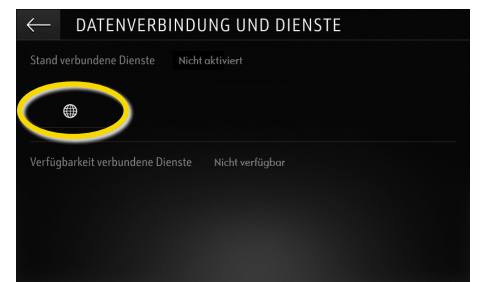 DATENVERBINDUNG UND DIENSTE
Stand verbundene Dienste Nicht aktiviert
Verfügbarkeit verbundene Dienste Nicht verfügbar